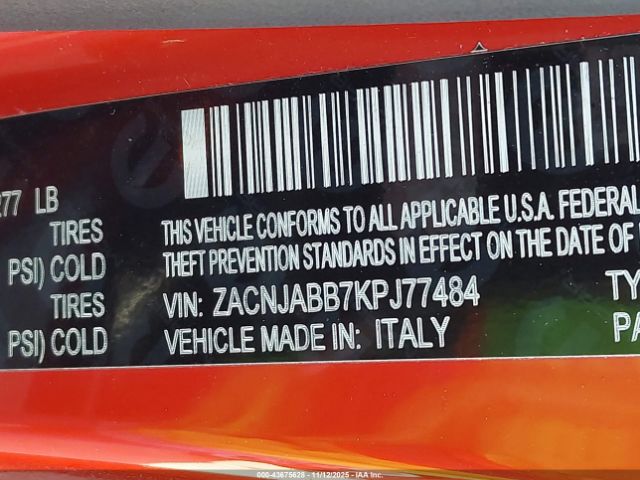 277 LB
TIRES
PSI) COLD
TIRES
PSI) COLD
THIS VEHICLE CONFORMS TO ALL APPLICABLE U.S.A. FEDERAL
THEFT PREVENTION STANDARDS IN EFFECT ON THE DATE OF
VIN: ZACNJABB7KPJ77484
VEHICLE MADE IN: ITALY
TY
PA
000-43675628 - 11/12/2025 - IAA Inc.